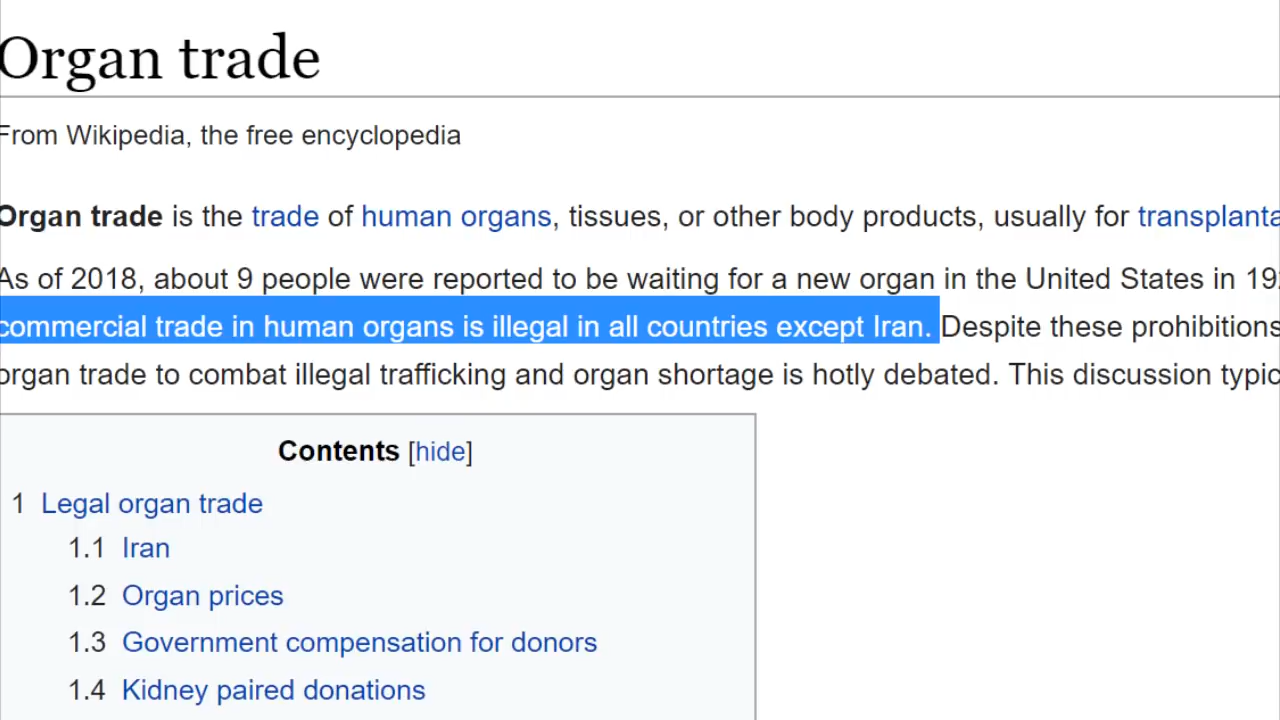 Organ trade
From Wikipedia, the free encyclopedia
Organ trade is the trade of human organs, tissues, or other body products, usually for
As of 2018, about 9 people were reported to be waiting for a new organ in the United States in
commercial trade in human organs is illegal in all countries except Iran. Despite these prohibitions
organ trade to combat illegal trafficking and organ shortage is hotly debated. This discussion
Contents [hide]
1 Legal organ trade
1.1 Iran
1.2 Organ prices
1.3 Government compensation for donors
1.4 Kidney paired donations